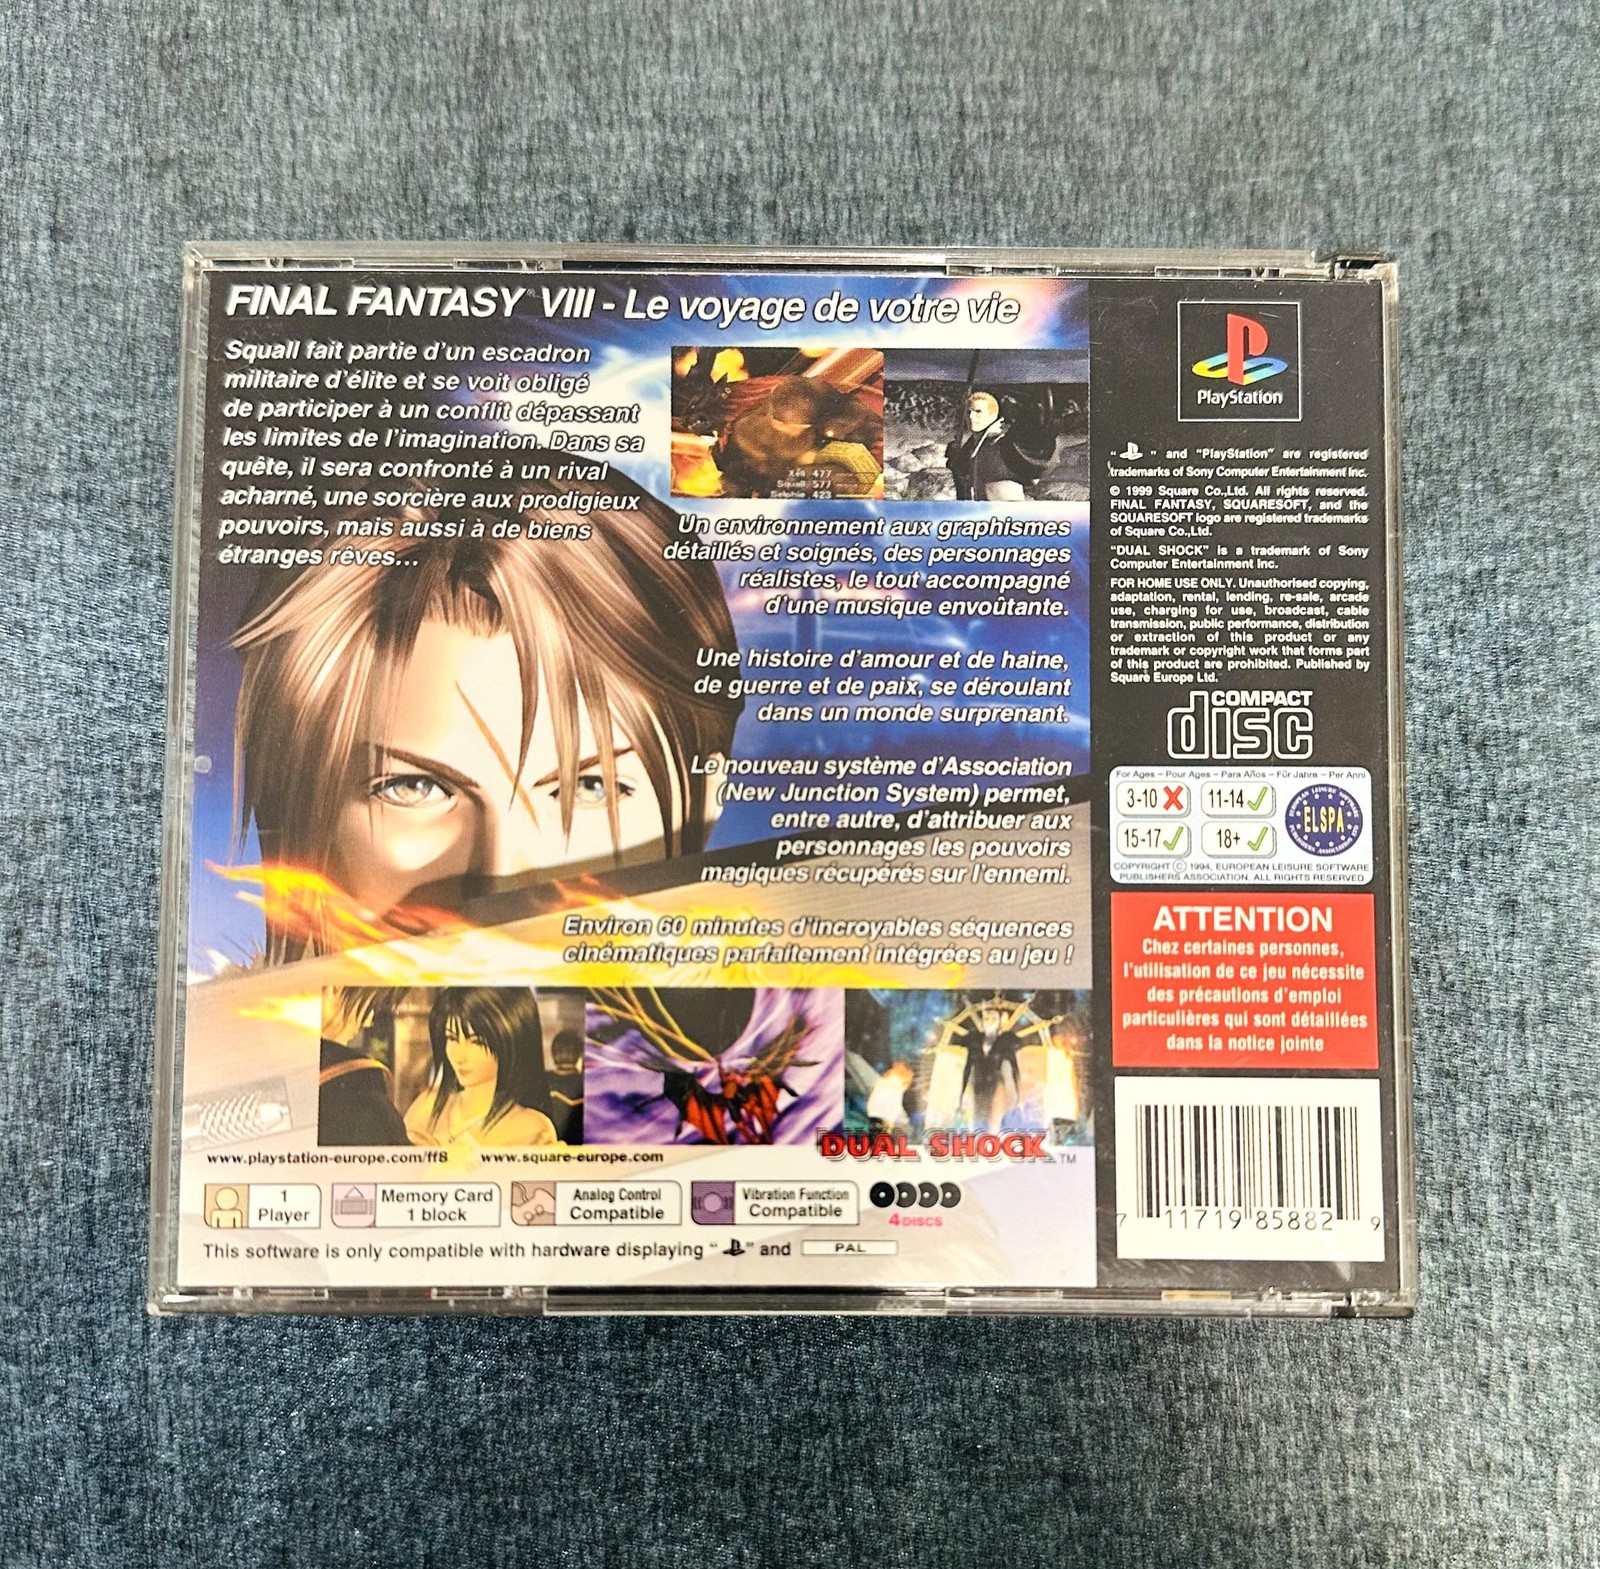 FINAL FANTASY® VIII - Le voyage de votre vie
Squall fait partie d'un escadron
militaire d'élite et se voit obligé
de participer à un conflit dépassant
les limites de l'imagination. Dans sa
quête, il sera confronté à un rival
acharné, une sorcière aux prodigieux
pouvoirs, mais aussi à de biens
étranges rêves...
Xell 477
Squall 577
Selphie 423
Un environnement aux graphismes
détaillés et soignés, des personnages
réalistes, le tout accompagné
d'une musique envoûtante.
Une histoire d'amour et de haine,
de guerre et de paix, se déroulant
dans un monde surprenant.
Le nouveau système d'Association
(New Junction System) permet,
entre autre, d'attribuer aux
personnages les pouvoirs
magiques récupérés sur l'ennemi.
Environ 60 minutes d'incroyables séquences
cinématiques parfaitement intégrées au jeu !
DUAL SHOCK™
www.playstation-europe.com/ff8 www.square-europe.com
1
Player
Memory Card
1 block
Analog Control
Compatible
Vibration Function
Compatible
4 DISCS
This software is only compatible with hardware displaying " " and PAL
PlayStation
" " and "PlayStation" are registered
trademarks of Sony Computer Entertainment Inc.
© 1999 Square Co.,Ltd. All rights reserved.
FINAL FANTASY, SQUARESOFT, and the
SQUARESOFT logo are registered trademarks
of Square Co.,Ltd.
"DUAL SHOCK" is a trademark of Sony
Computer Entertainment Inc.
FOR HOME USE ONLY. Unauthorised copying,
adaptation, rental, lending, re-sale, arcade
use, charging for use, broadcast, cable
transmission, public performance, distribution
or extraction of this product or any
trademark or copyright work that forms part
of this product are prohibited. Published by
Square Europe Ltd.
COMPACT
disc
For Ages – Pour Ages – Para Años – Für Jahre – Per Anni
3-10 11-14
15-17 18+
ELSPA
EUROPEAN LEISURE SOFTWARE PUBLISHERS ASSOCIATION LTD
COPYRIGHT © 1994, EUROPEAN LEISURE SOFTWARE
PUBLISHERS ASSOCIATION. ALL RIGHTS RESERVED
ATTENTION
Chez certaines personnes,
l'utilisation de ce jeu nécessite
des précautions d'emploi
particulières qui sont détaillées
dans la notice jointe
7 11719 85882 9